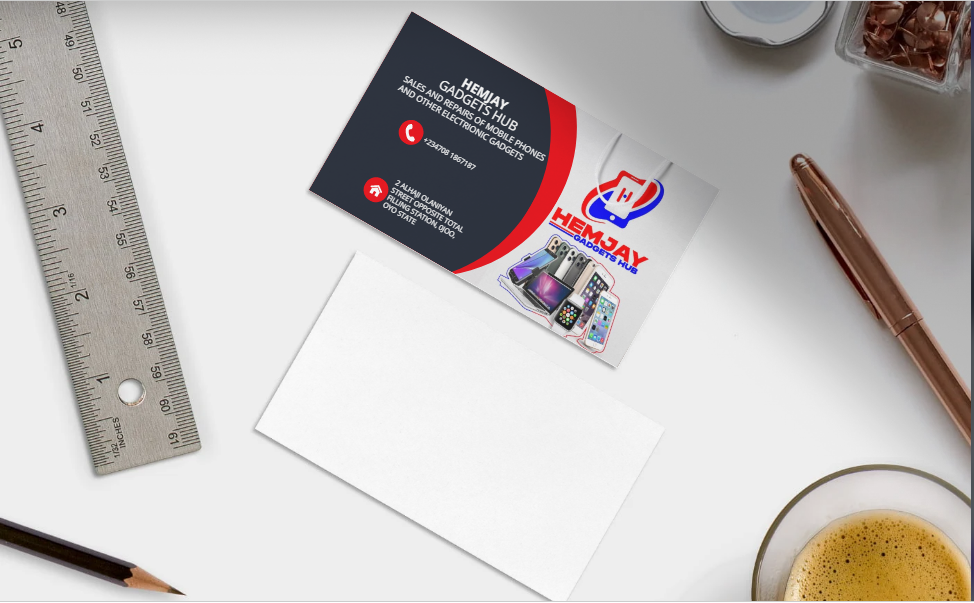 HEMJAY
GADGETS HUB
SALES AND REPAIRS OF MOBILE PHONES
AND OTHER ELECTRIONIC GADGETS
+234708 1867187
2 ALHAJI OLANIYAN
STREET OPPOSITE TOTAL
FILLING STATION, OJOO,
OYO STATE
H
HEMJAY
GADGETS HUB
48
5
49
50
51
4
52
53
54
3
55
56
1/16
2
57
58
59
1
60
61
1/32
INCHES